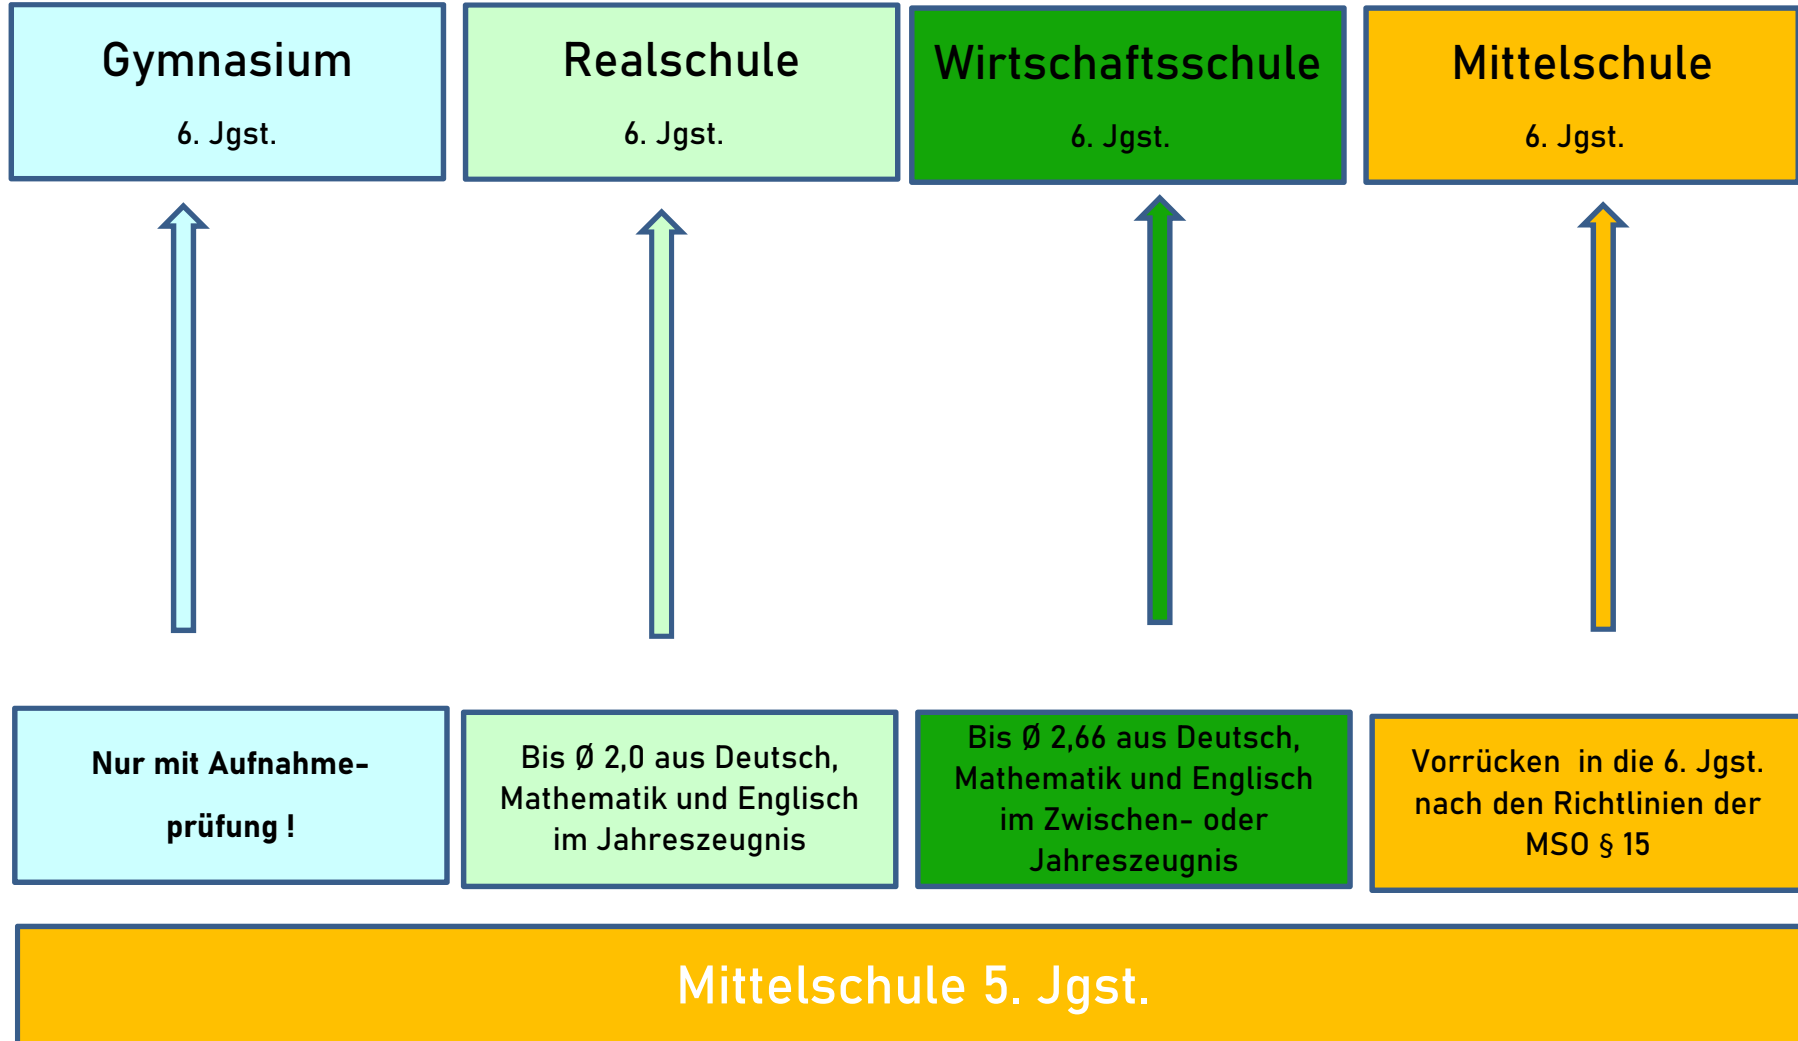 Gymnasium
6. Jgst.
Realschule
6. Jgst.
Wirtschaftsschule
6. Jgst.
Mittelschule
6. Jgst.
Nur mit Aufnahme-
prüfung !
Bis Ø 2,0 aus Deutsch,
Mathematik und Englisch
im Jahreszeugnis
Bis Ø 2,66 aus Deutsch,
Mathematik und Englisch
im Zwischen- oder
Jahreszeugnis
Vorrücken  in die 6. Jgst.
nach den Richtlinien der
MSO § 15
Mittelschule 5. Jgst.